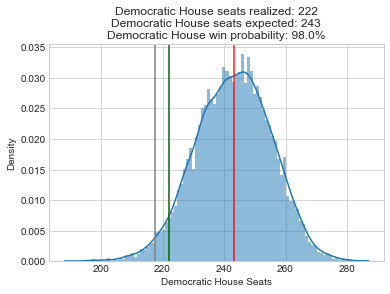 Democratic House seats realized: 222
Democratic House seats expected: 243
Democratic House win probability: 98.0%
0.035
0.030
0.025
0.020
0.015
0.010
0.005
0.000
Density
200
220
240
260
280
Democratic House Seats